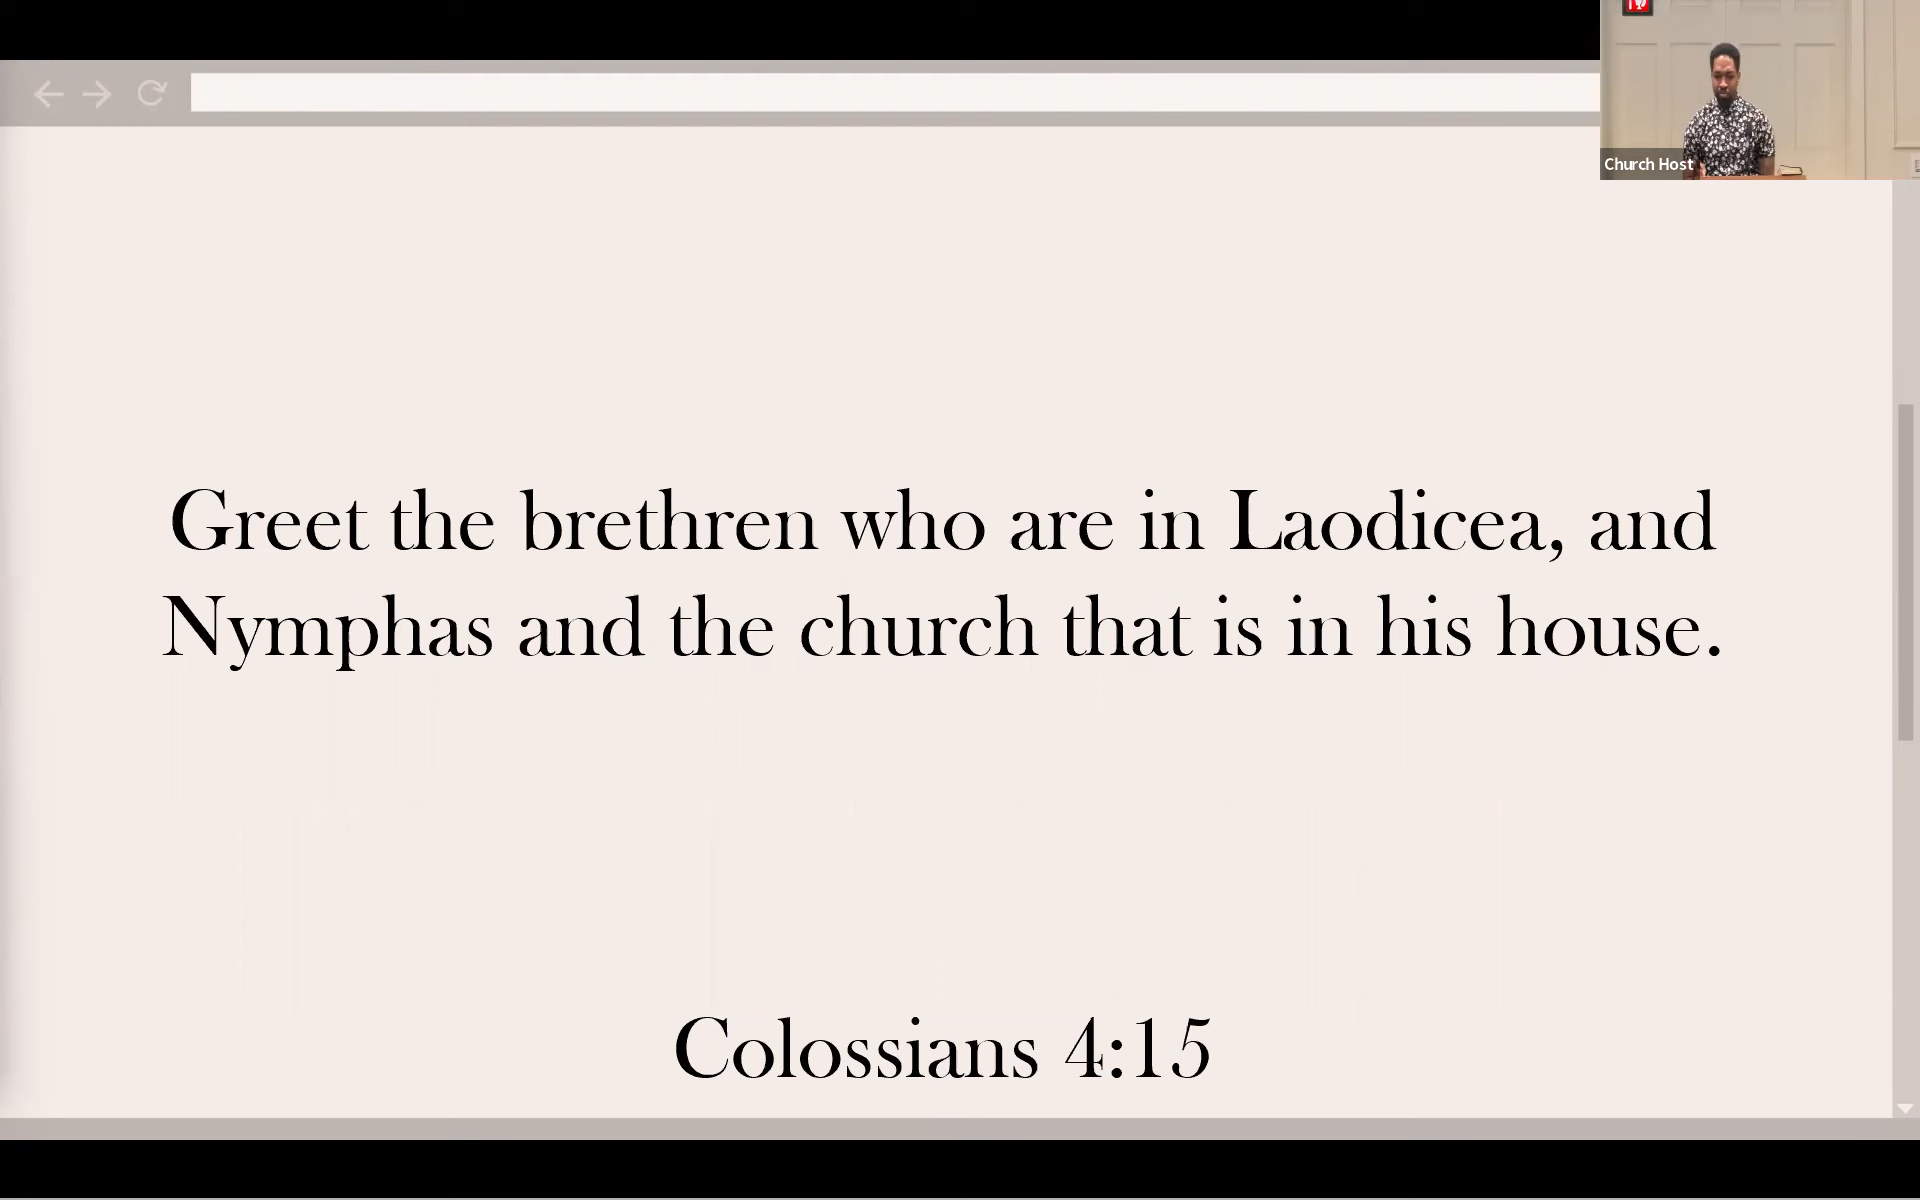 Church Host
Greet the brethren who are in Laodicea, and
Nymphas and the church that is in his house.
Colossians 4:15